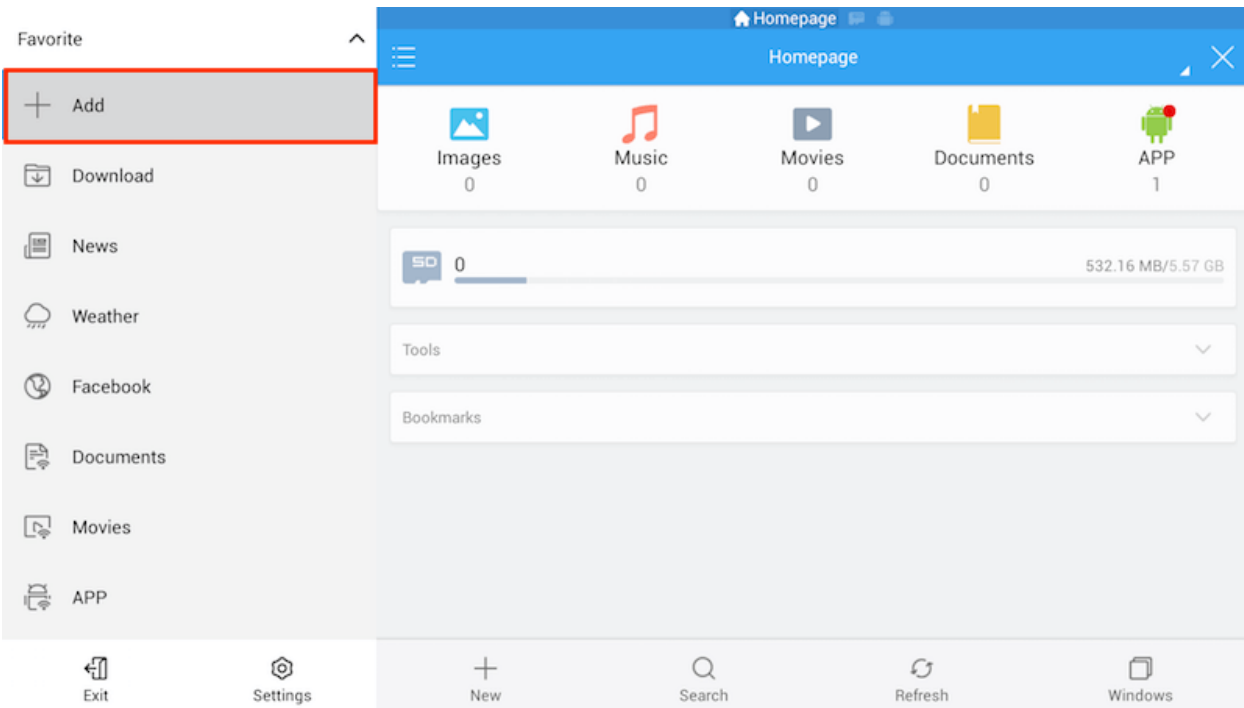 Favorite
Add
Download
News
Weather
Facebook
Documents
Movies
APP
Exit
Settings
Homepage
Homepage
Images
0
Music
0
Movies
0
Documents
0
APP
1
SD
0
532.16 MB/5.57 GB
Tools
Bookmarks
New
Search
Refresh
Windows